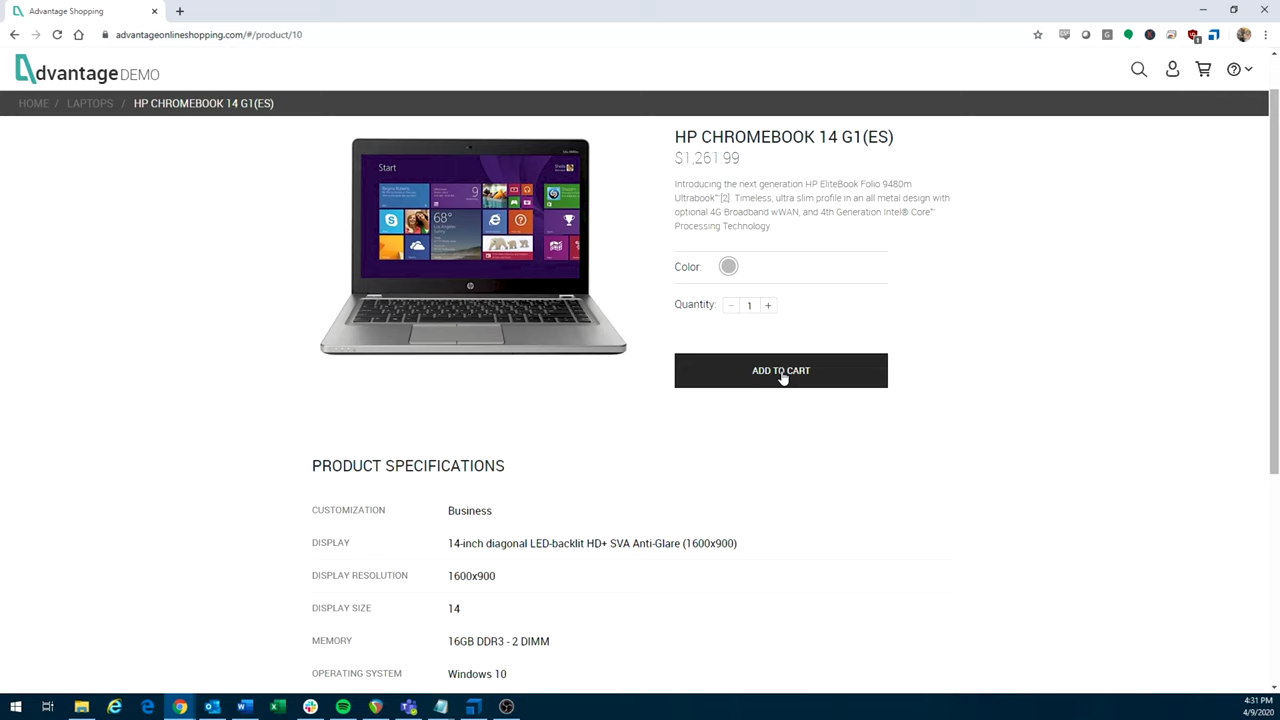 Advantage Shopping
advantageonlineshopping.com/#/product/10
1
AdvantageDEMO
HOME / LAPTOPS / HP CHROMEBOOK 14 G1(ES)
HP CHROMEBOOK 14 G1(ES)
$1,261.99
Introducing the next generation HP EliteBook Folio 9480m
Ultrabook™[2]. Timeless, ultra slim profile in an all metal design with
optional 4G Broadband wWAN, and 4th Generation Intel® Core™
Processing Technology.
Start
9
68°
hp
Color:
Quantity: − 1 +
ADD TO CART
PRODUCT SPECIFICATIONS
CUSTOMIZATION Business
DISPLAY 14-inch diagonal LED-backlit HD+ SVA Anti-Glare (1600x900)
DISPLAY RESOLUTION 1600x900
DISPLAY SIZE 14
MEMORY 16GB DDR3 - 2 DIMM
OPERATING SYSTEM Windows 10
4:31 PM
4/9/2020